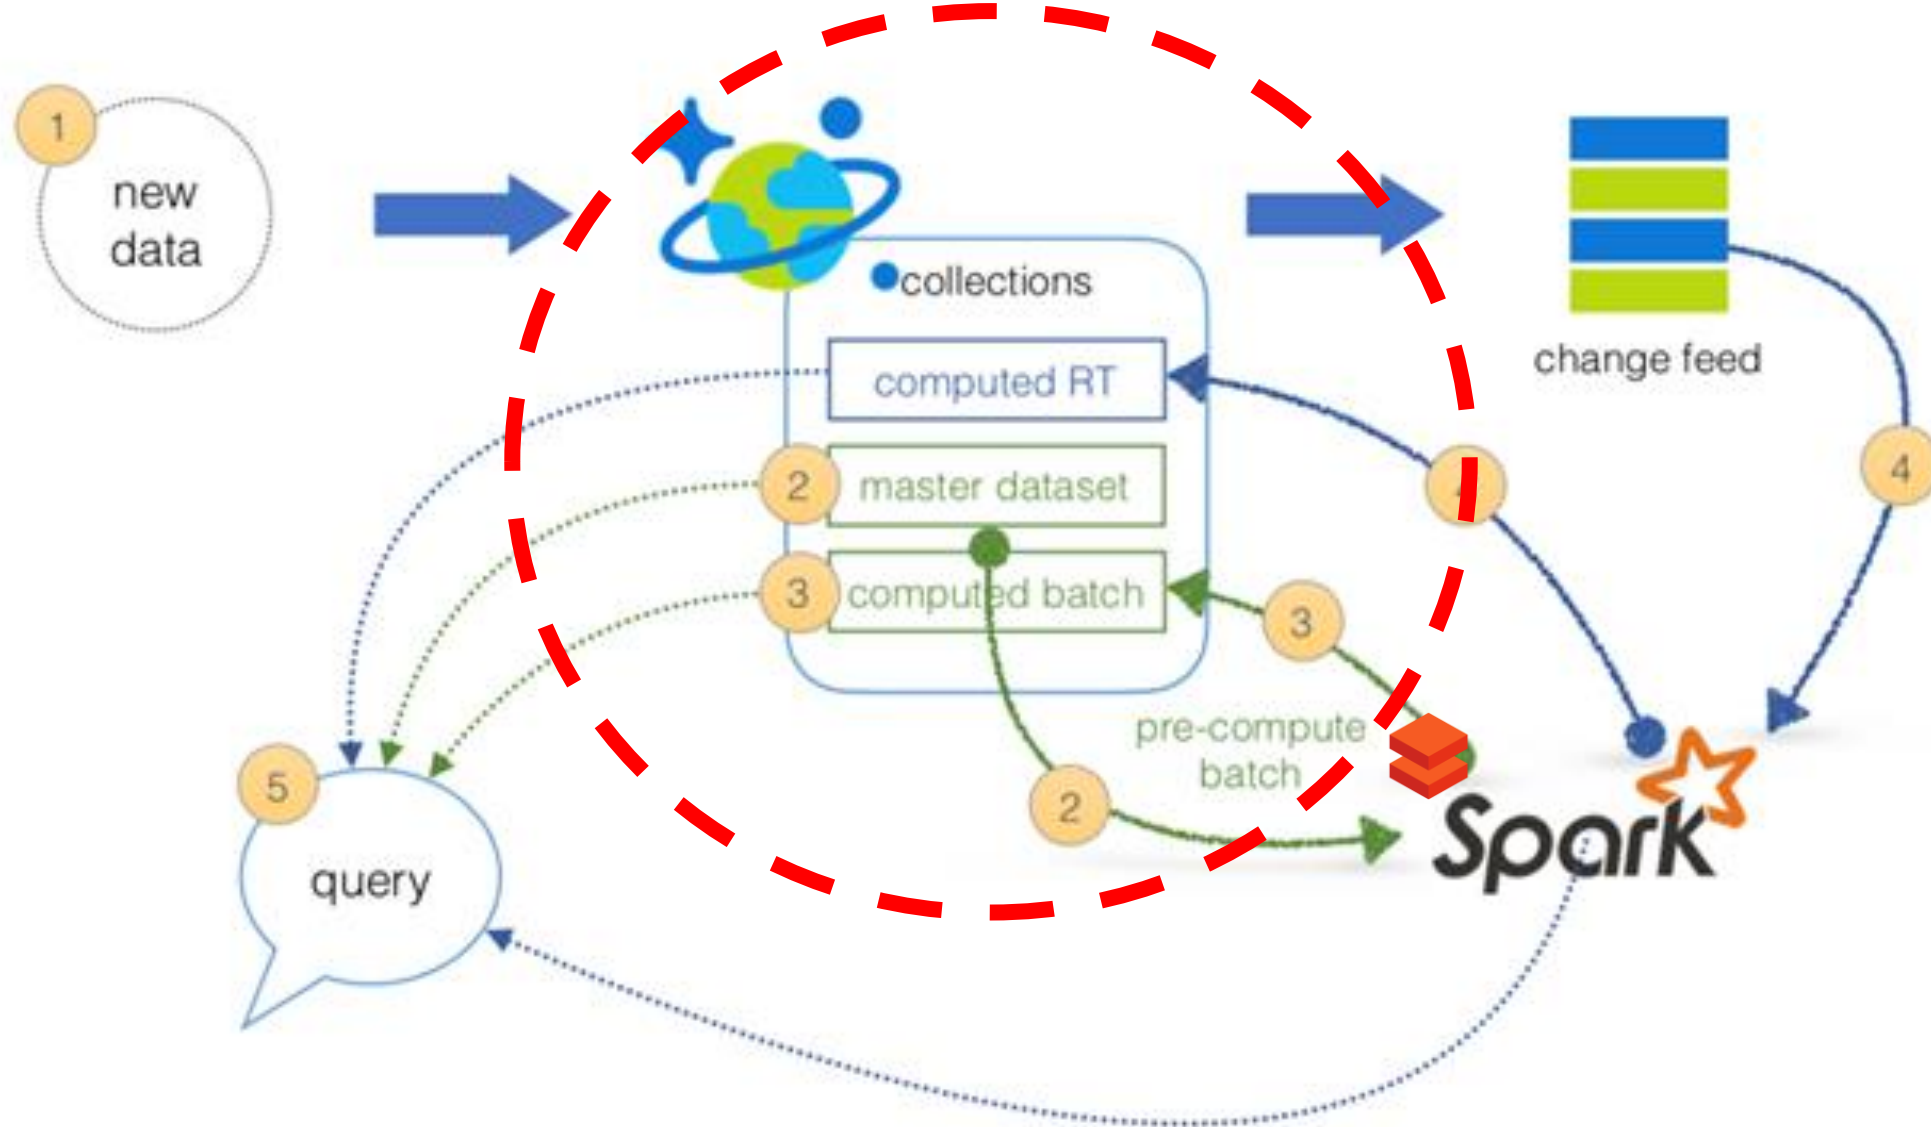 1
new
data
collections
computed RT
2
master dataset
3
computed batch
change feed
4
3
pre-compute
batch
2
Spark
5
query